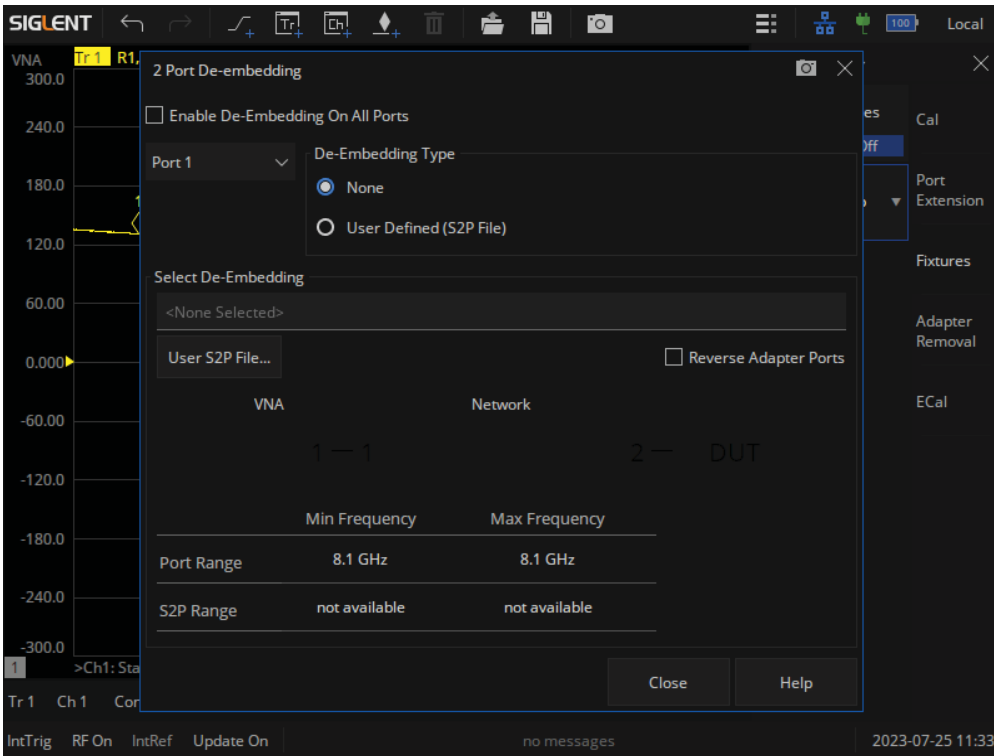 SIGLENT
100
Local
VNA
Tr 1 R1,
300.0
240.0
180.0
120.0
60.00
0.000
-60.00
-120.0
-180.0
-240.0
-300.0
1
>Ch1: Sta
2 Port De-embedding
Enable De-Embedding On All Ports
Port 1
De-Embedding Type
None
User Defined (S2P File)
Select De-Embedding
<None Selected>
User S2P File...
Reverse Adapter Ports
VNA
Network
1 — 1
2 — DUT
Min Frequency
Max Frequency
Port Range
8.1 GHz
8.1 GHz
S2P Range
not available
not available
Close
Help
Cal
Port
Extension
Fixtures
Adapter
Removal
ECal
Tr 1
Ch 1
IntTrig
RF On
IntRef
Update On
no messages
2023-07-25 11:33